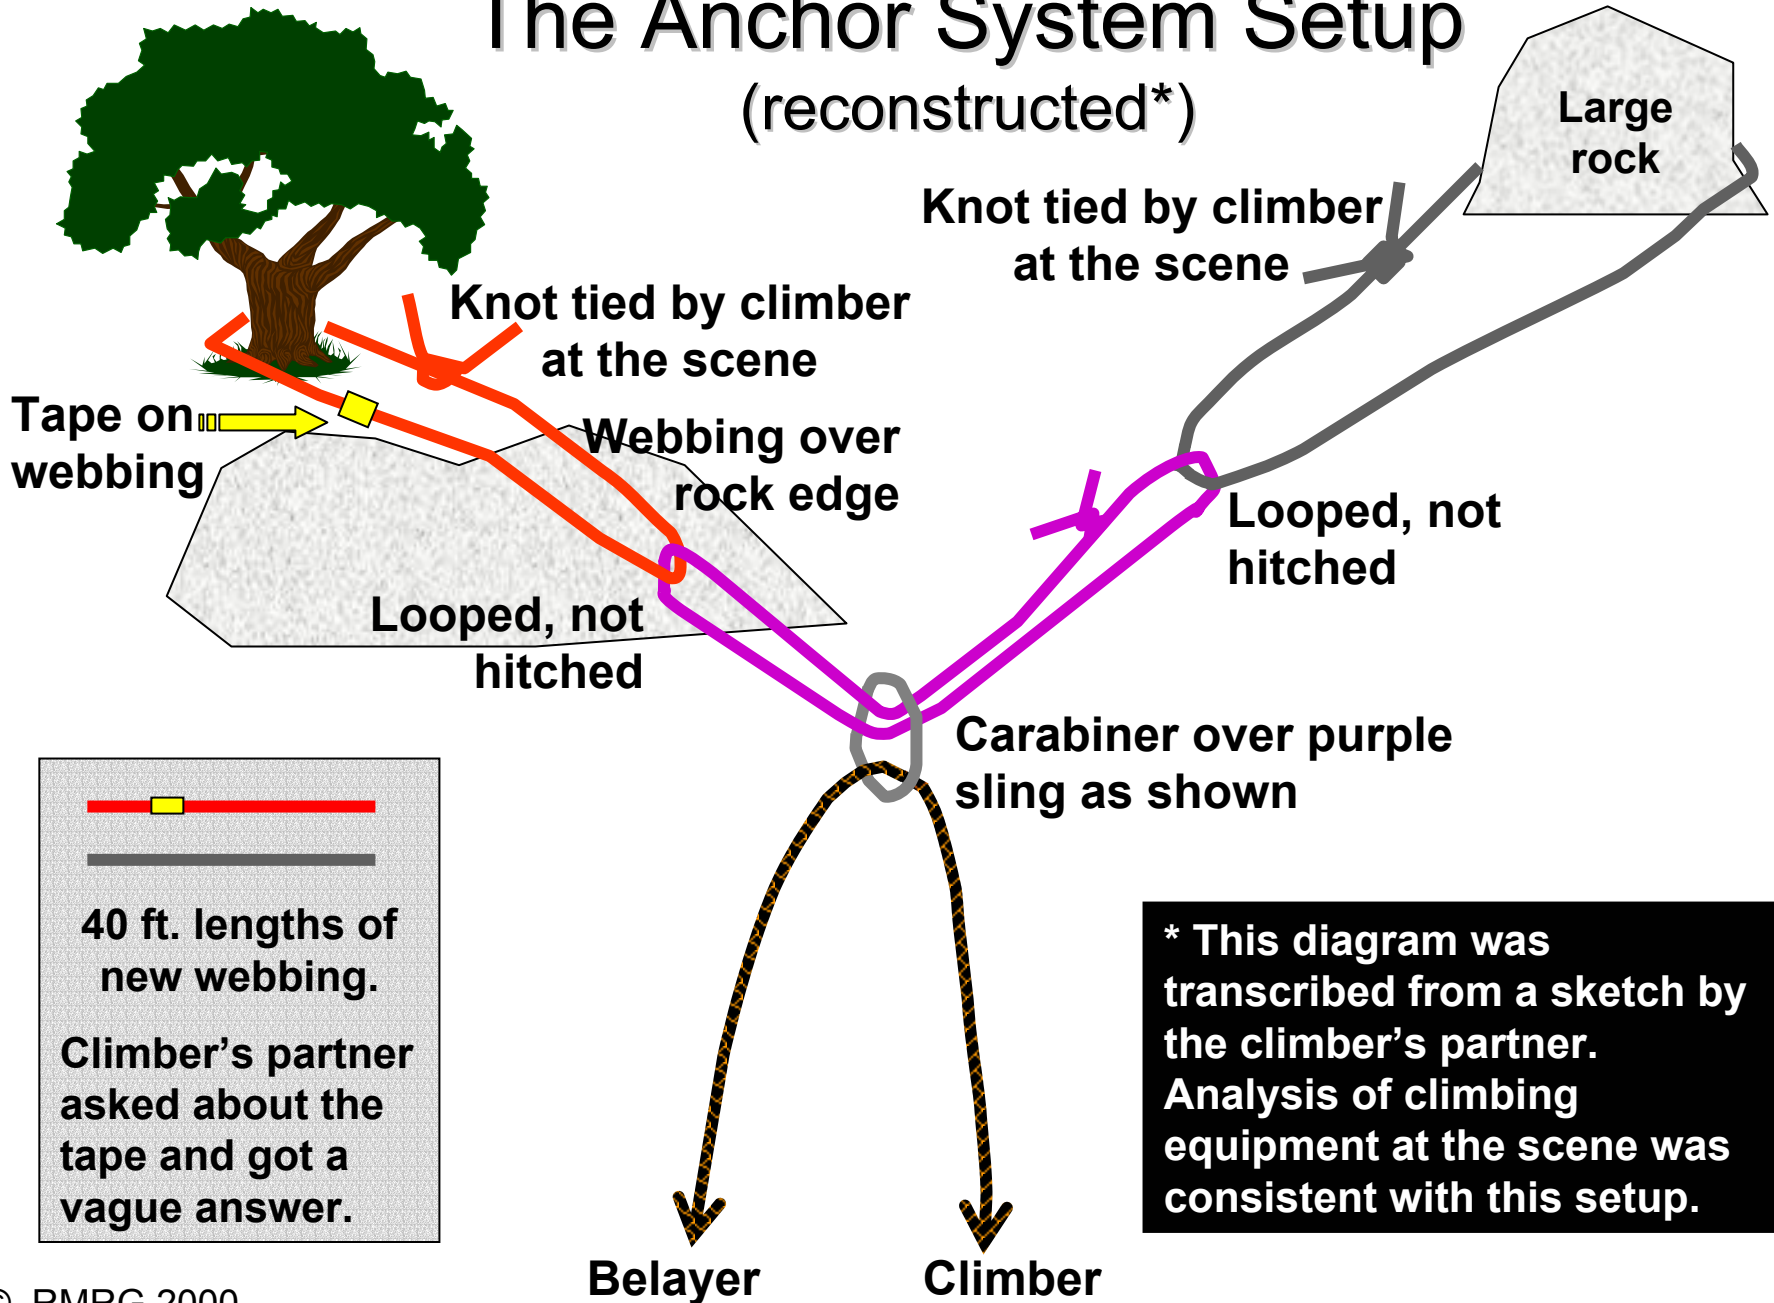 The Anchor System Setup
(reconstructed*)
Large
rock
Knot tied by climber
at the scene
Knot tied by climber
at the scene
Tape on
webbing
Webbing over
rock edge
Looped, not
hitched
Looped, not
hitched
Carabiner over purple
sling as shown
40 ft. lengths of
new webbing.
Climber’s partner
asked about the
tape and got a
vague answer.
* This diagram was
transcribed from a sketch by
the climber’s partner.
Analysis of climbing
equipment at the scene was
consistent with this setup.
Belayer
Climber
© RMRG 2000